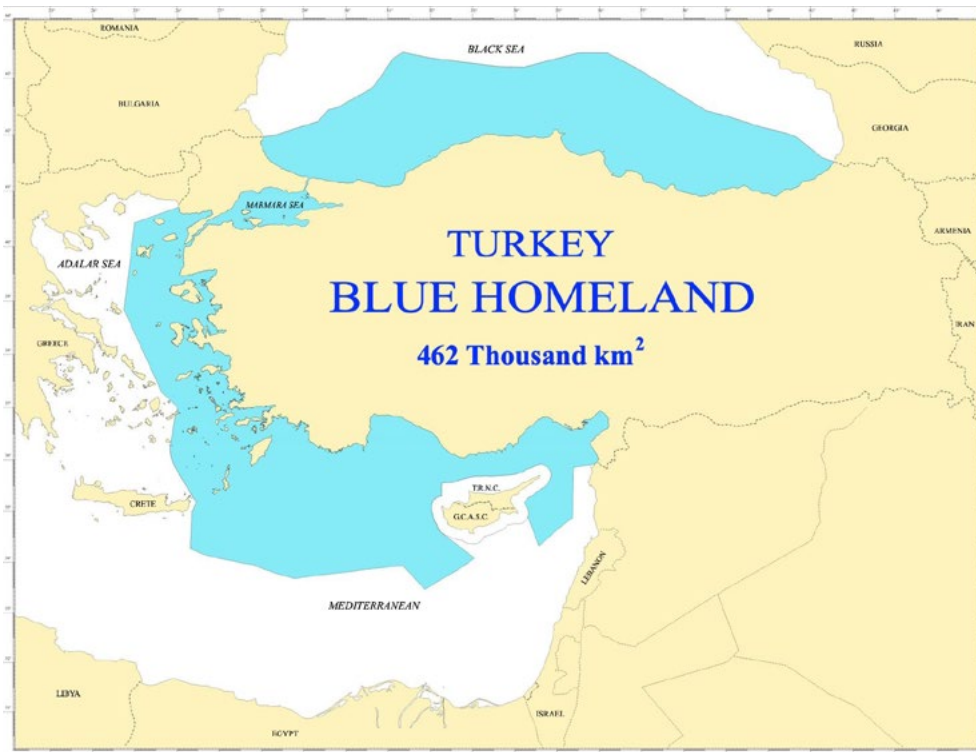 ROMANIA
BLACK SEA
RUSSIA
BULGARIA
GEORGIA
MARMARA SEA
ARMENIA
TURKEY
ADALAR SEA
BLUE HOMELAND
IRAN
GREECE
462 Thousand km²
T.R.N.C.
CRETE
G.C.A.S.C.
LEBANON
MEDITERRANEAN
LIBYA
ISRAEL
EGYPT